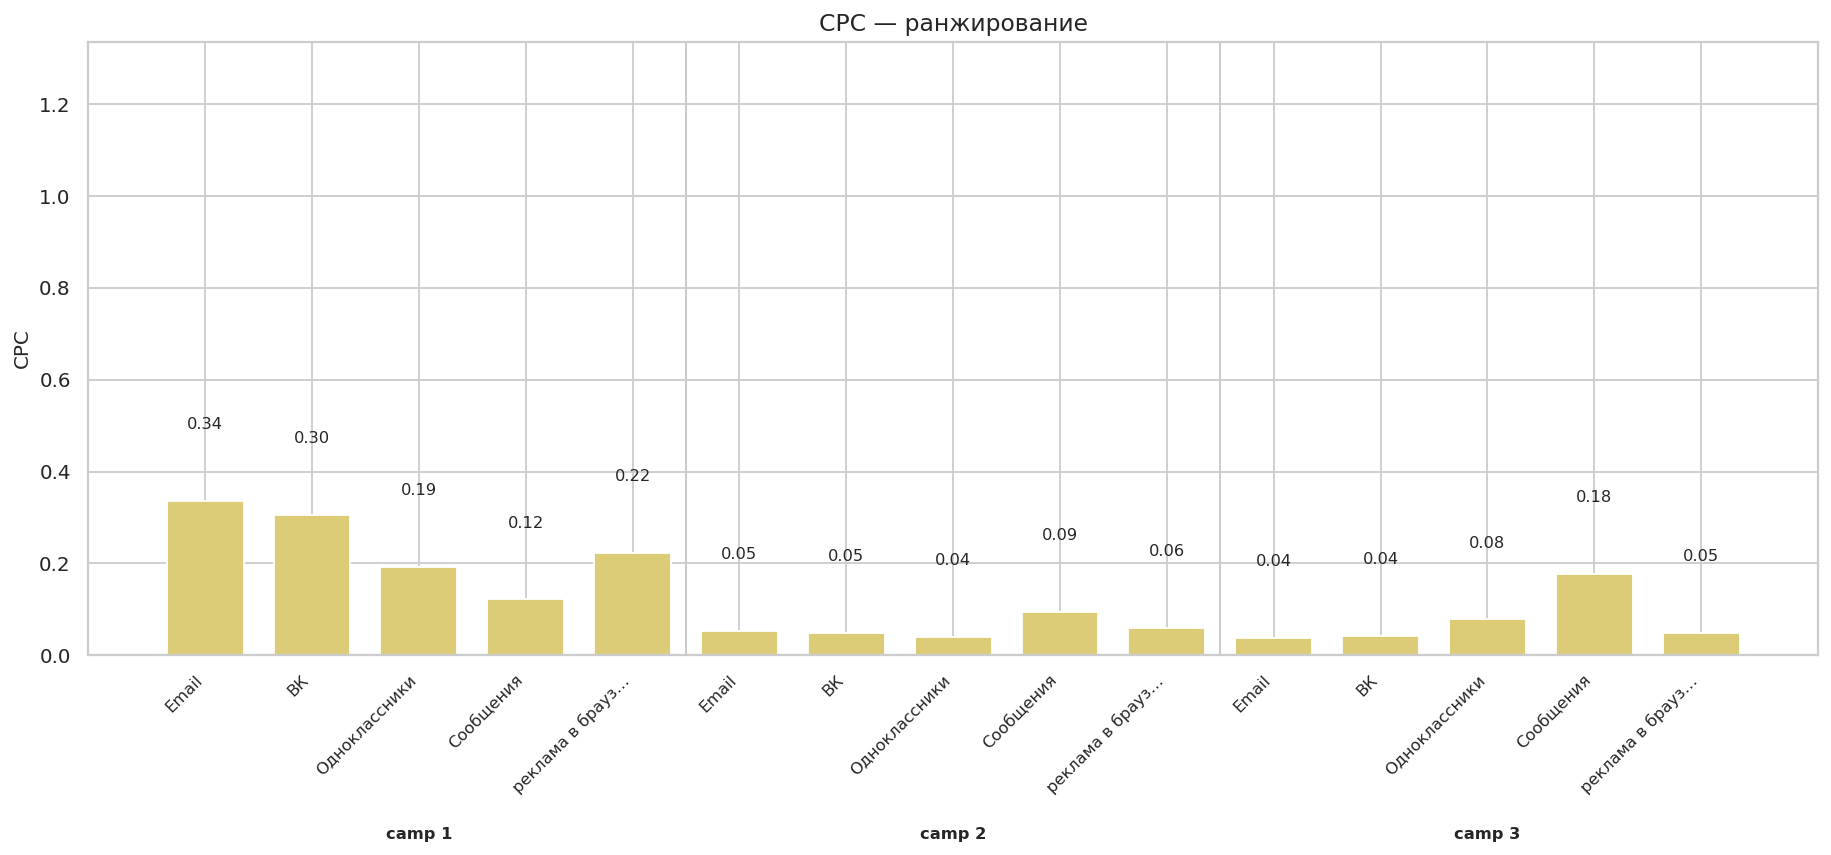 CPC — ранжирование
CPC
1.2
1.0
0.8
0.6
0.4
0.2
0.0
0.34
0.30
0.19
0.12
0.22
0.05
0.05
0.04
0.09
0.06
0.04
0.04
0.08
0.18
0.05
Email
ВК
Одноклассники
Сообщения
реклама в брауз...
Email
ВК
Одноклассники
Сообщения
реклама в брауз...
Email
ВК
Одноклассники
Сообщения
реклама в брауз...
camp 1
camp 2
camp 3